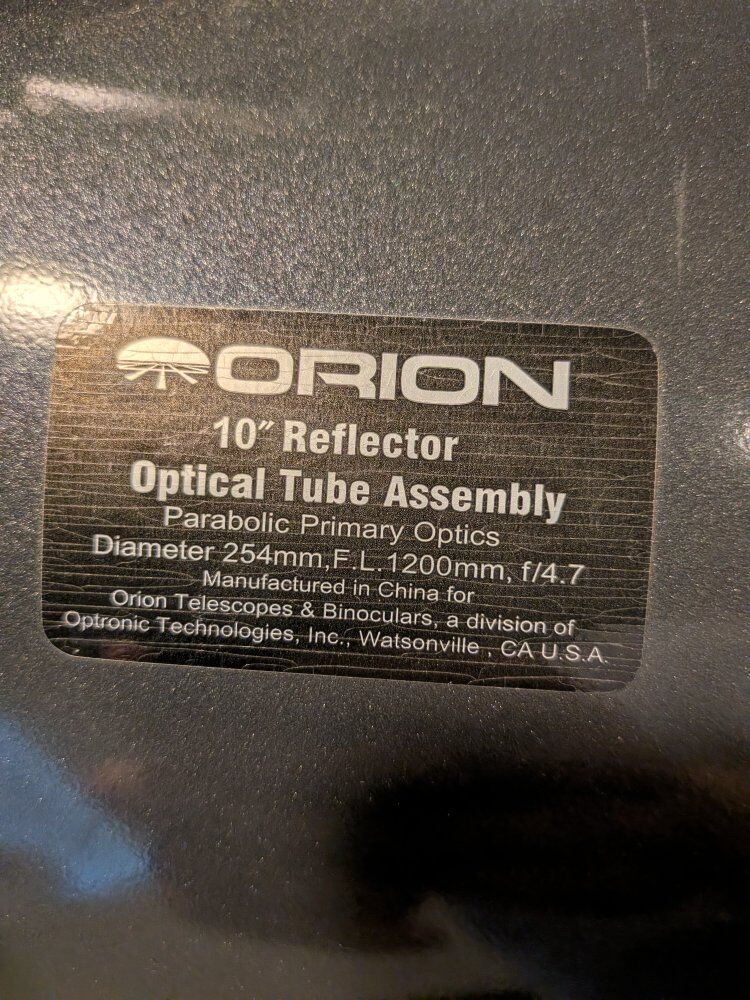 ORION
10″ Reflector
Optical Tube Assembly
Parabolic Primary Optics
Diameter 254mm,F.L.1200mm, f/4.7
Manufactured in China for
Orion Telescopes & Binoculars, a division of
Optronic Technologies, Inc., Watsonville , CA U.S.A.